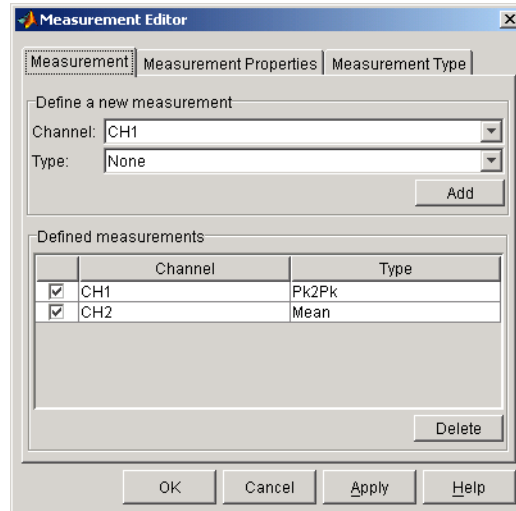 Measurement Editor
Measurement Measurement Properties Measurement Type
Define a new measurement
Channel: CH1
Type: None
Add
Defined measurements
Channel Type
CH1 Pk2Pk
CH2 Mean
Delete
OK Cancel Apply Help